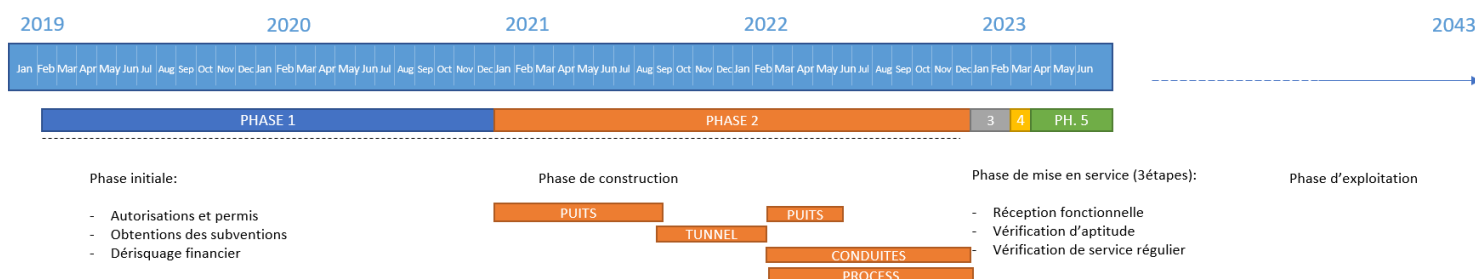 2019 2020 2021 2022 2023 2043
Jan Feb Mar Apr May Jun Jul Aug Sep Oct Nov Dec Jan Feb Mar Apr May Jun Jul Aug Sep Oct Nov Dec Jan Feb Mar Apr May Jun Jul Aug Sep Oct Nov Dec Jan Feb Mar Apr May Jun Jul Aug Sep Oct Nov Dec Jan Feb Mar Apr May Jun
PHASE 1 PHASE 2 3 4 PH. 5
Phase initiale: Phase de construction Phase de mise en service (3étapes): Phase d'exploitation
- Autorisations et permis PUITS PUITS - Réception fonctionnelle
- Obtentions des subventions TUNNEL - Vérification d'aptitude
- Dérisquage financier CONDUITES - Vérification de service régulier
PROCESS